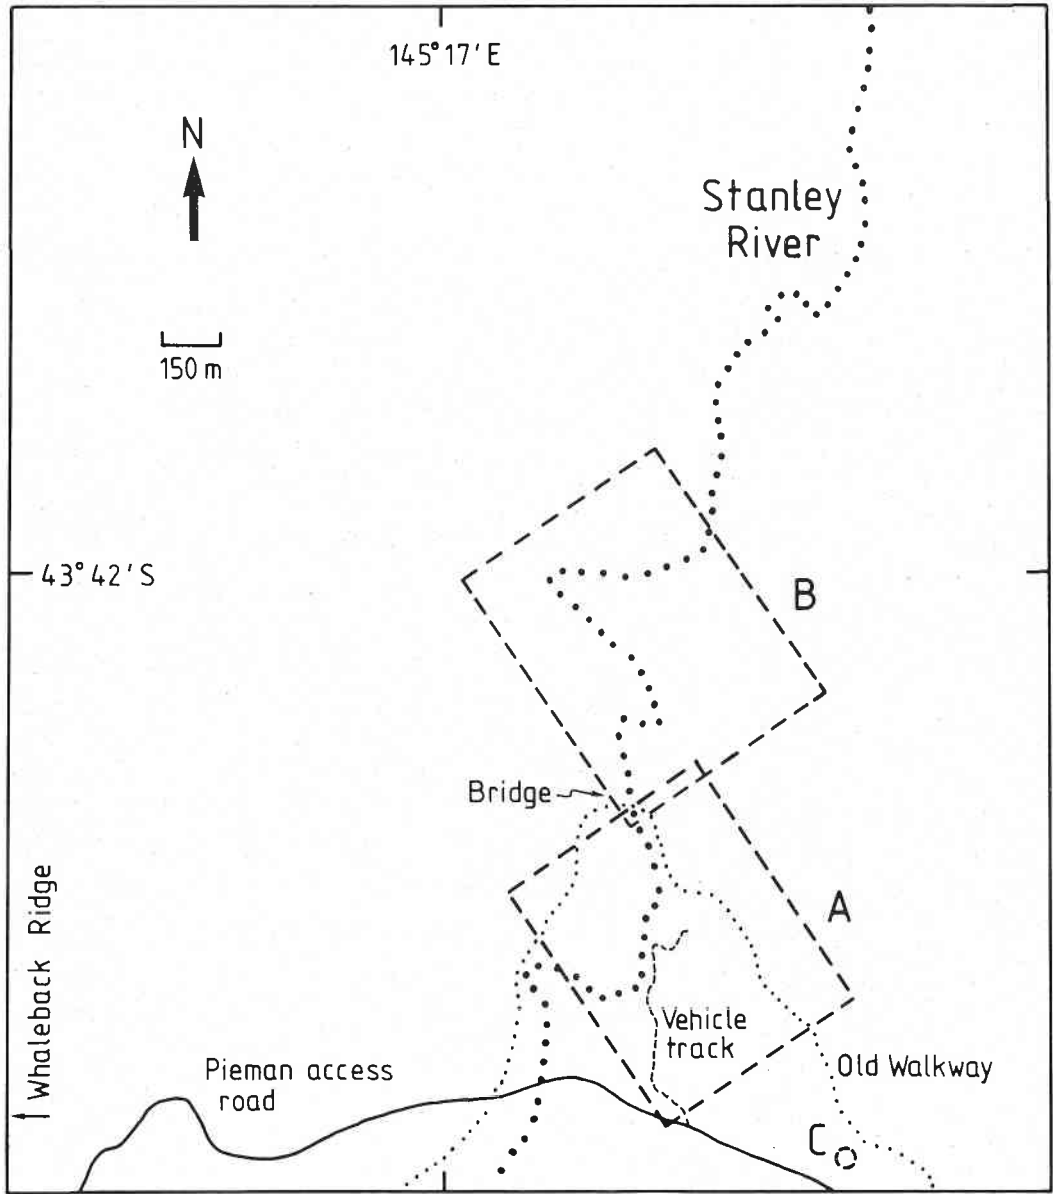 145°17′E
N
Stanley
River
150 m
43°42′S
B
Bridge
A
Whaleback Ridge
Vehicle
track
Pieman access
road
Old Walkway
C